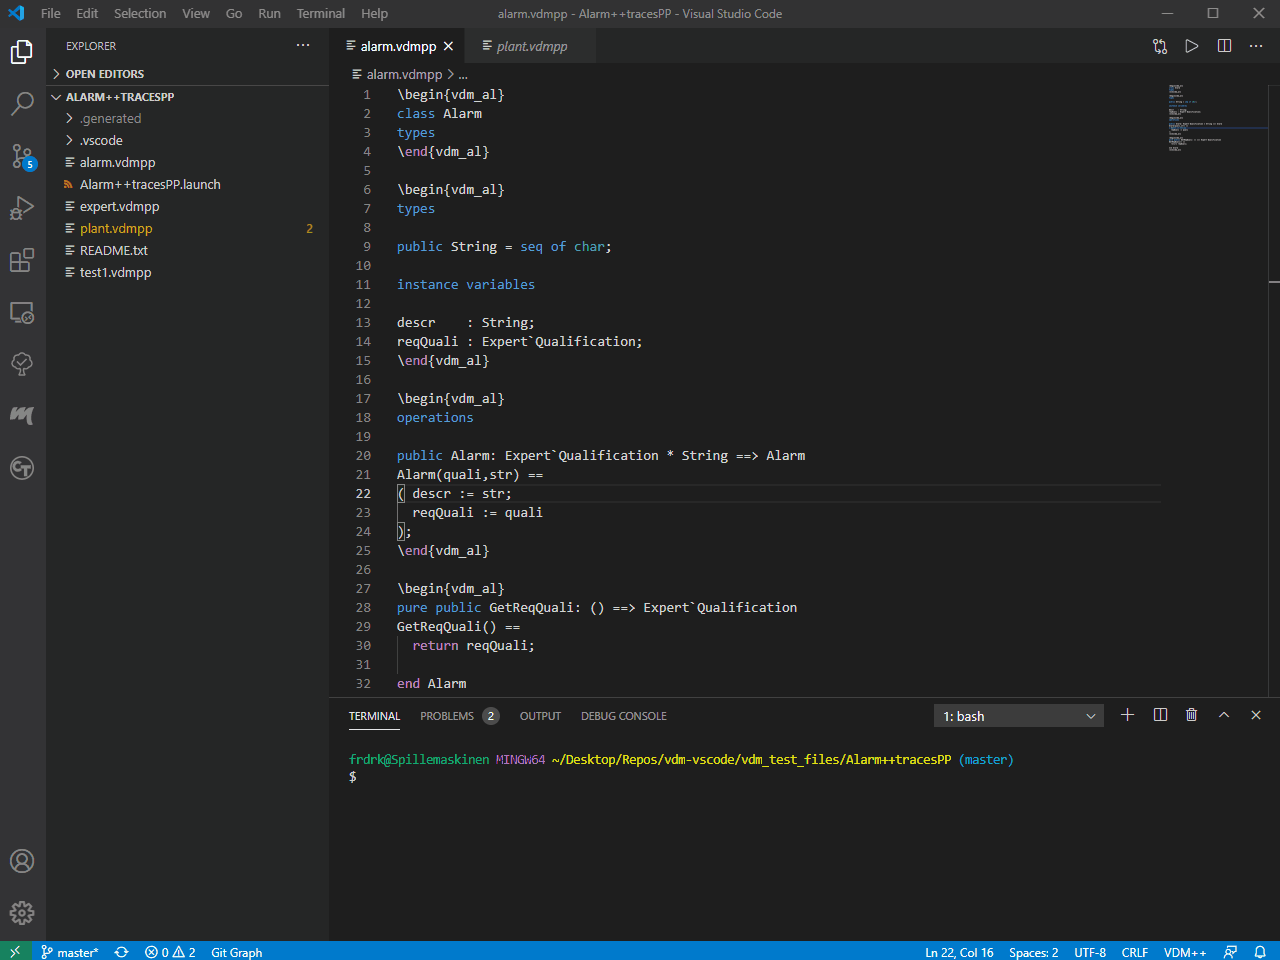 File Edit Selection View Go Run Terminal Help
alarm.vdmpp - Alarm++tracesPP - Visual Studio Code
EXPLORER
OPEN EDITORS
ALARM++TRACESPP
.generated
.vscode
alarm.vdmpp
Alarm++tracesPP.launch
expert.vdmpp
plant.vdmpp 2
README.txt
test1.vdmpp
5
alarm.vdmpp
plant.vdmpp
alarm.vdmpp > ...
1 \begin{vdm_al}
2 class Alarm
3 types
4 \end{vdm_al}
5
6 \begin{vdm_al}
7 types
8
9 public String = seq of char;
10
11 instance variables
12
13 descr    : String;
14 reqQuali : Expert`Qualification;
15 \end{vdm_al}
16
17 \begin{vdm_al}
18 operations
19
20 public Alarm: Expert`Qualification * String ==> Alarm
21 Alarm(quali,str) ==
22 ( descr := str;
23   reqQuali := quali
24 );
25 \end{vdm_al}
26
27 \begin{vdm_al}
28 pure public GetReqQuali: () ==> Expert`Qualification
29 GetReqQuali() ==
30   return reqQuali;
31
32 end Alarm
TERMINAL PROBLEMS 2 OUTPUT DEBUG CONSOLE
1: bash
frdrk@Spillemaskinen MINGW64 ~/Desktop/Repos/vdm-vscode/vdm_test_files/Alarm++tracesPP (master)
$
master* 0 2 Git Graph
Ln 22, Col 16 Spaces: 2 UTF-8 CRLF VDM++